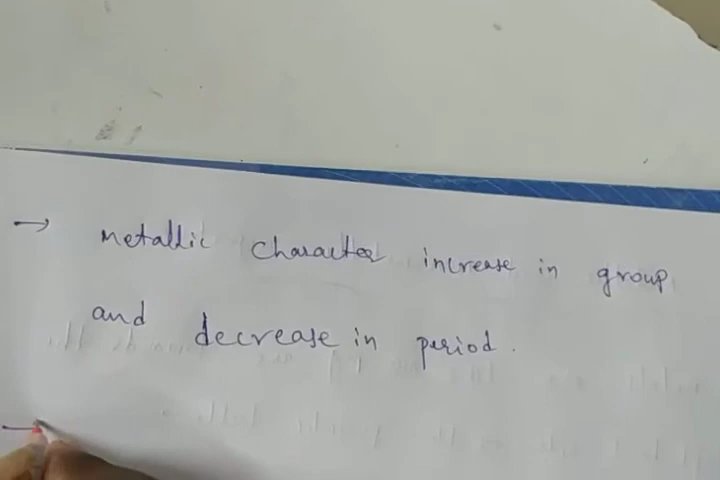 → Metallic character increase in group
and decrease in period.